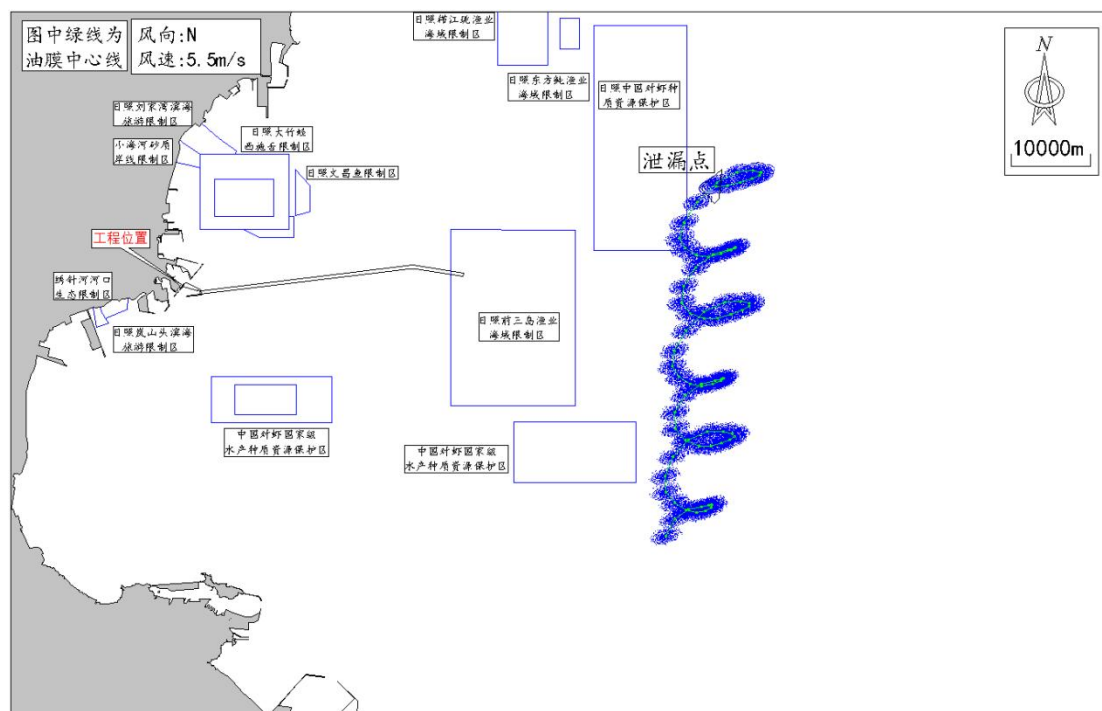 图中绿线为
油膜中心线
风向:N
风速:5.5m/s
日照
江珧渔业
海域限制区
日照东方鲀渔业
海域限制区
日照中国对虾种
质资源保护区
N
10000m
日照刘家湾滨海
旅游限制区
日照大竹蛏
西施舌限制区
小海河砂质
岸线限制区
日照文昌鱼限制区
泄漏点
工程位置
绣针河河口
生态限制区
日照岚山头滨海
旅游限制区
日照前三岛渔业
海域限制区
中国对虾国家级
水产种质资源保护区
中国对虾国家级
水产种质资源保护区